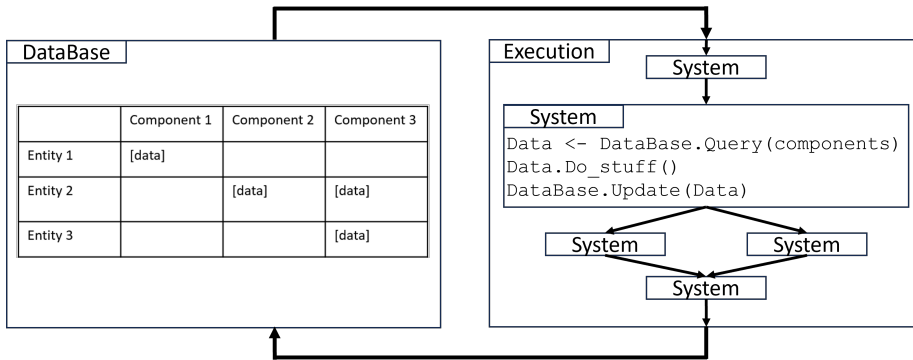 DataBase
Component 1 Component 2 Component 3
Entity 1 [data]
Entity 2 [data] [data]
Entity 3 [data]
Execution
System
System
Data <- DataBase.Query(components)
Data.Do_stuff()
DataBase.Update(Data)
System System
System